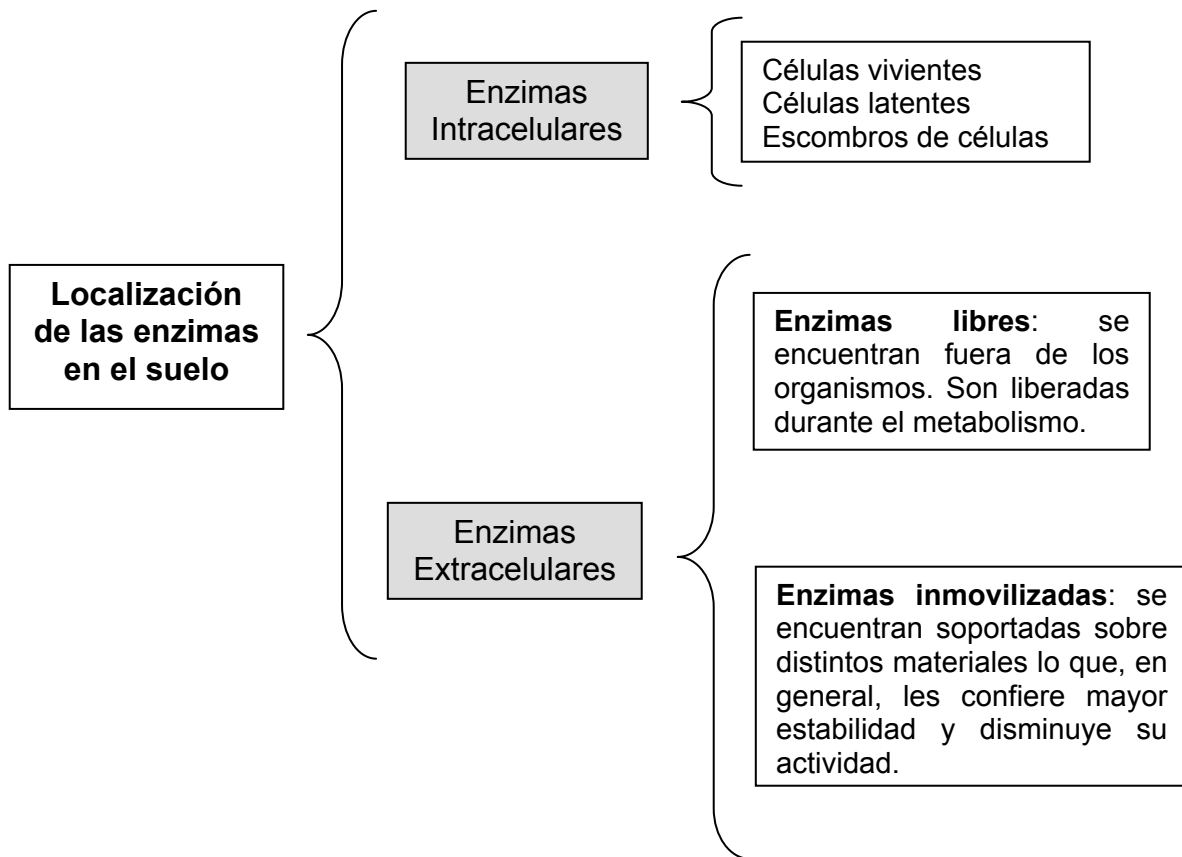 Localización
de las enzimas
en el suelo
Enzimas
Intracelulares
Células vivientes
Células latentes
Escombros de células
Enzimas
Extracelulares
Enzimas libres: se
encuentran fuera de los
organismos. Son liberadas
durante el metabolismo.
Enzimas inmovilizadas: se
encuentran soportadas sobre
distintos materiales lo que, en
general, les confiere mayor
estabilidad y disminuye su
actividad.